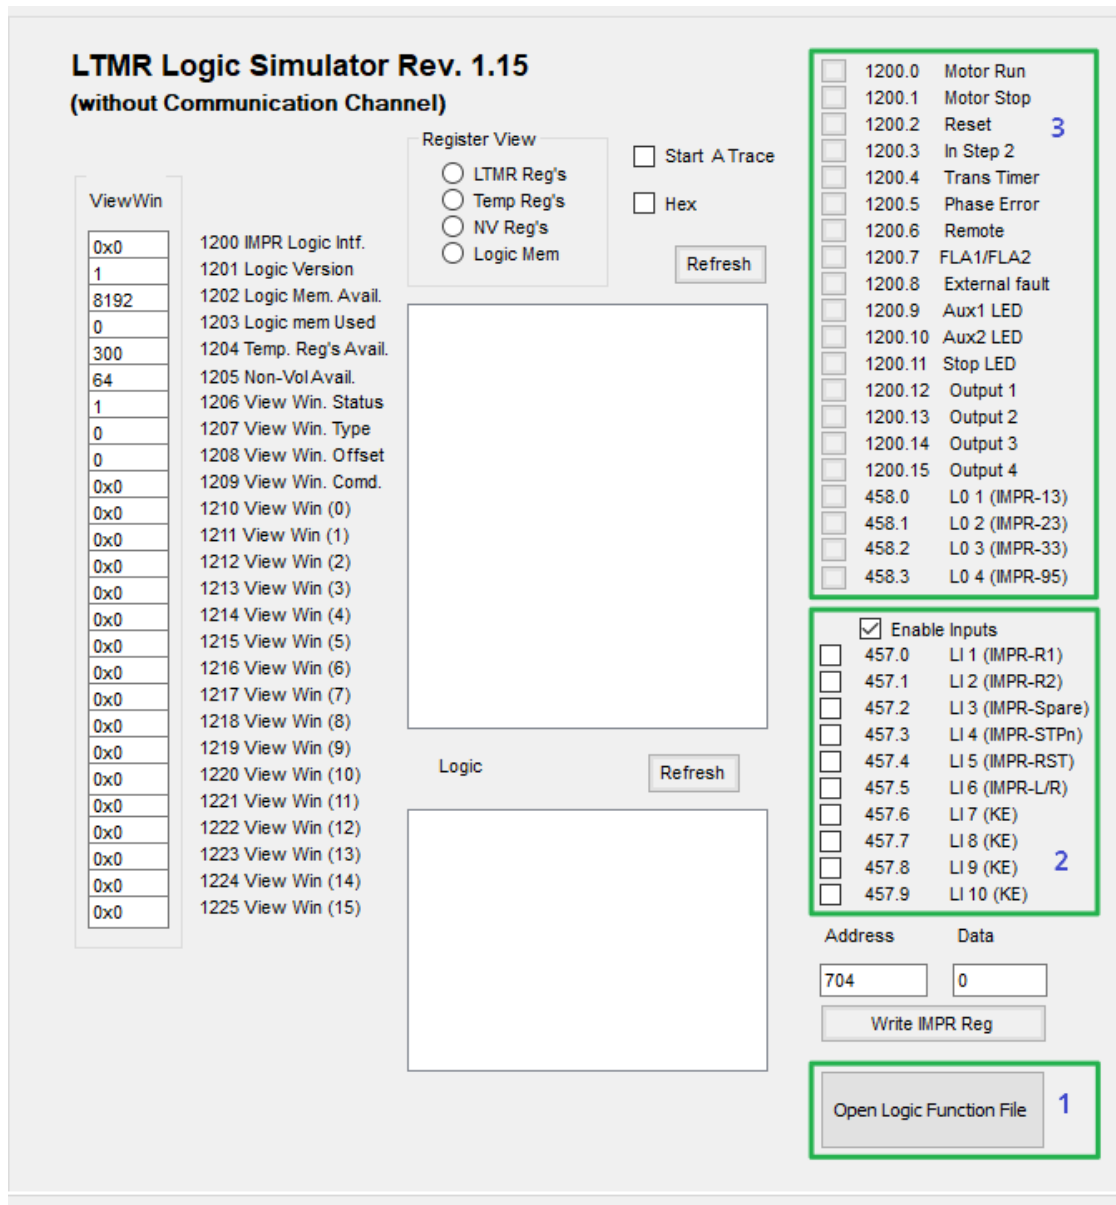 LTMR Logic Simulator Rev. 1.15
(without Communication Channel)
ViewWin
0x0 1200 IMPR Logic Intf.
1 1201 Logic Version
8192 1202 Logic Mem. Avail.
0 1203 Logic mem Used
300 1204 Temp. Reg's Avail.
64 1205 Non-Vol Avail.
1 1206 View Win. Status
0 1207 View Win. Type
0 1208 View Win. Offset
0x0 1209 View Win. Comd.
0x0 1210 View Win (0)
0x0 1211 View Win (1)
0x0 1212 View Win (2)
0x0 1213 View Win (3)
0x0 1214 View Win (4)
0x0 1215 View Win (5)
0x0 1216 View Win (6)
0x0 1217 View Win (7)
0x0 1218 View Win (8)
0x0 1219 View Win (9)
0x0 1220 View Win (10)
0x0 1221 View Win (11)
0x0 1222 View Win (12)
0x0 1223 View Win (13)
0x0 1224 View Win (14)
0x0 1225 View Win (15)
Register View
LTMR Reg's
Temp Reg's
NV Reg's
Logic Mem
Start A Trace
Hex
Refresh
Logic
Refresh
1200.0 Motor Run
1200.1 Motor Stop
1200.2 Reset
3
1200.3 In Step 2
1200.4 Trans Timer
1200.5 Phase Error
1200.6 Remote
1200.7 FLA1/FLA2
1200.8 External fault
1200.9 Aux1 LED
1200.10 Aux2 LED
1200.11 Stop LED
1200.12 Output 1
1200.13 Output 2
1200.14 Output 3
1200.15 Output 4
458.0 L0 1 (IMPR-13)
458.1 L0 2 (IMPR-23)
458.2 L0 3 (IMPR-33)
458.3 L0 4 (IMPR-95)
Enable Inputs
457.0 LI 1 (IMPR-R1)
457.1 LI 2 (IMPR-R2)
457.2 LI 3 (IMPR-Spare)
457.3 LI 4 (IMPR-STPn)
457.4 LI 5 (IMPR-RST)
457.5 LI 6 (IMPR-L/R)
457.6 LI 7 (KE)
457.7 LI 8 (KE)
457.8 LI 9 (KE)
2
457.9 LI 10 (KE)
Address Data
704 0
Write IMPR Reg
Open Logic Function File
1